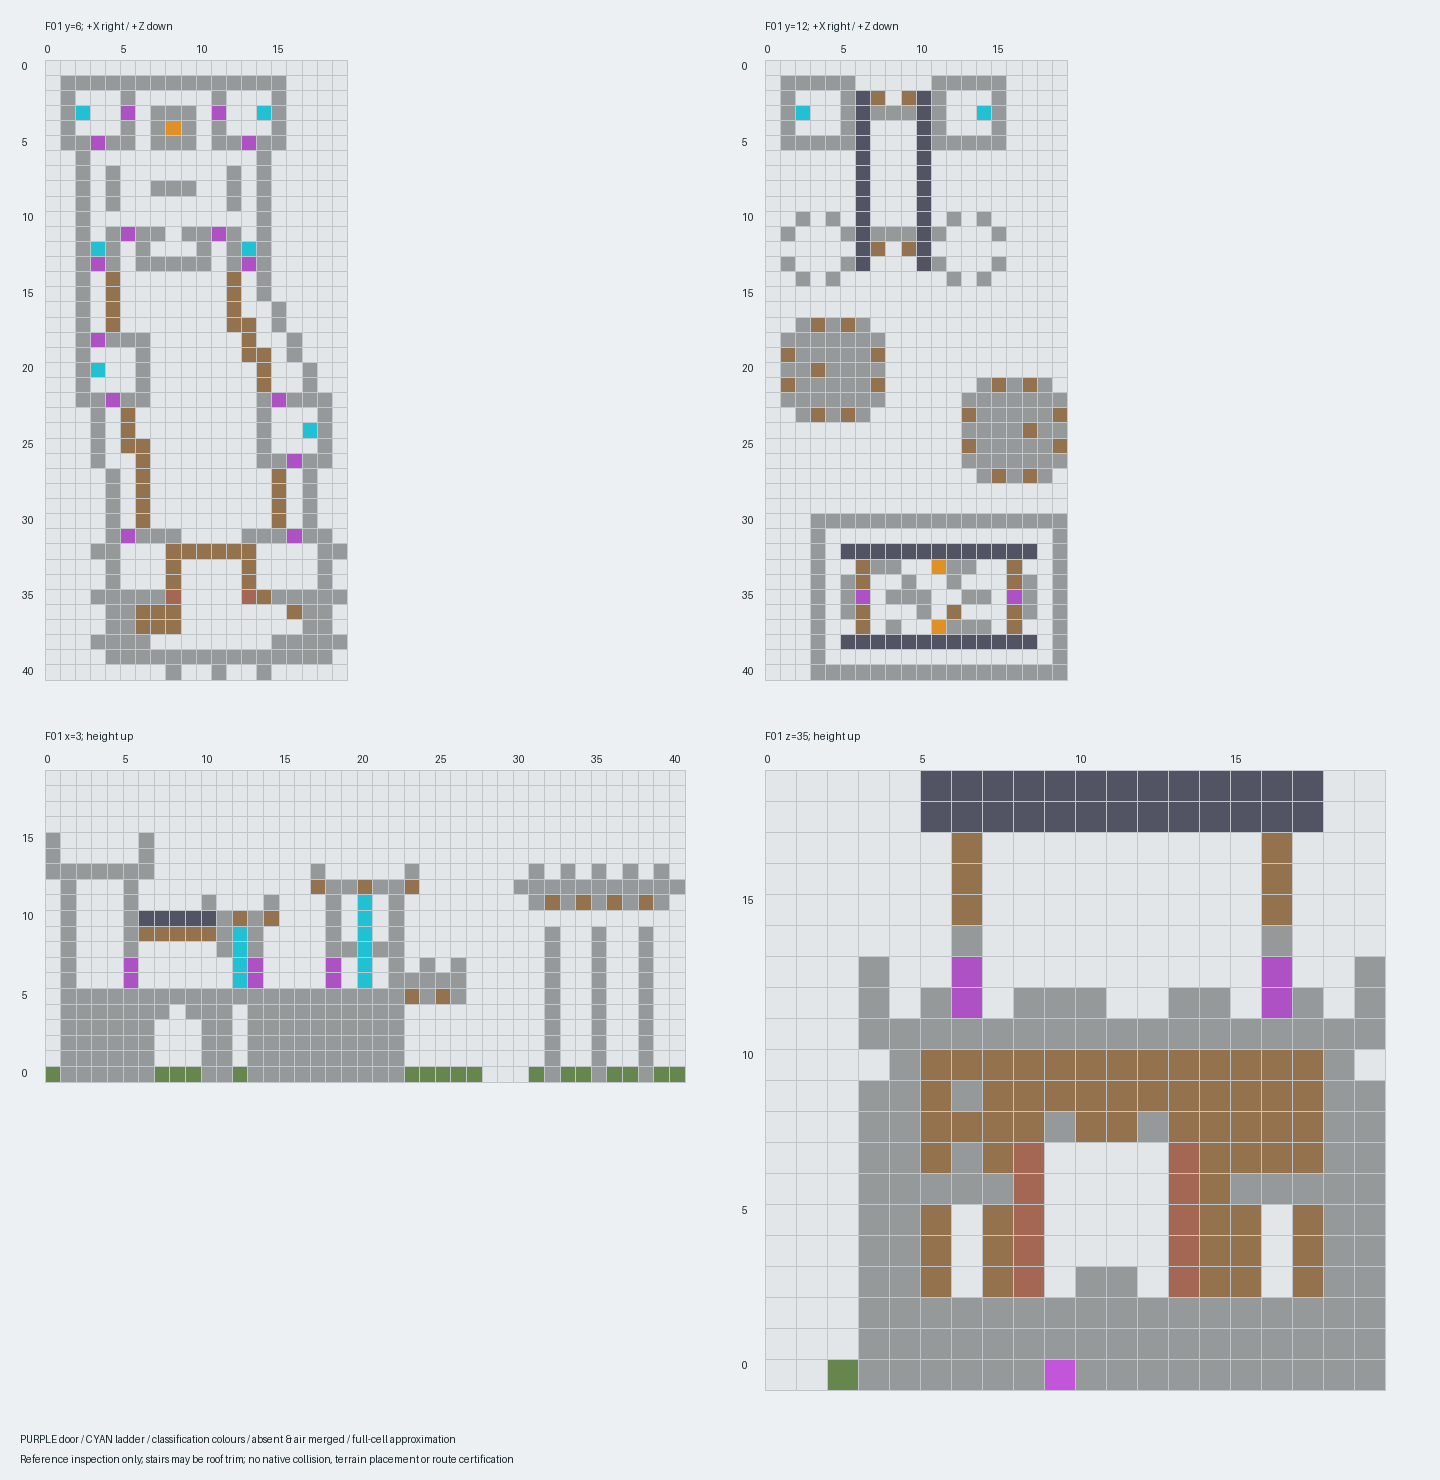 F01 y=6; +X right / +Z down
F01 y=12; +X right / +Z down
0 5 10 15
0 5 10 15
0
5
10
15
20
25
30
35
40
0
5
10
15
20
25
30
35
40
F01 x=3; height up
F01 z=35; height up
0 5 10 15 20 25 30 35 40
0 5 10 15
15
10
5
0
15
10
5
0
PURPLE door / CYAN ladder / classification colours / absent & air merged / full-cell approximation
Reference inspection only; stairs may be roof trim; no native collision, terrain placement or route certification